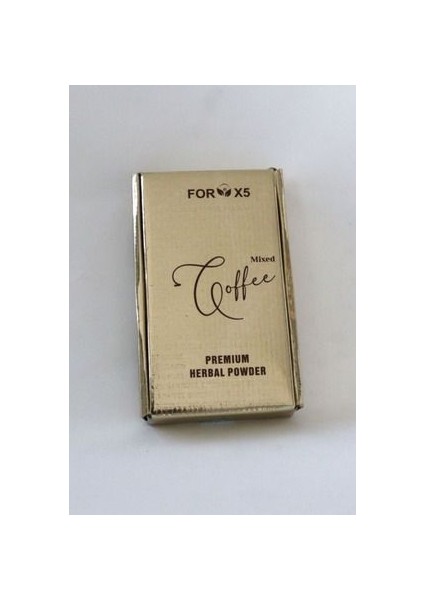 FOR X5
Mixed
Coffee
PREMIUM
HERBAL POWDER